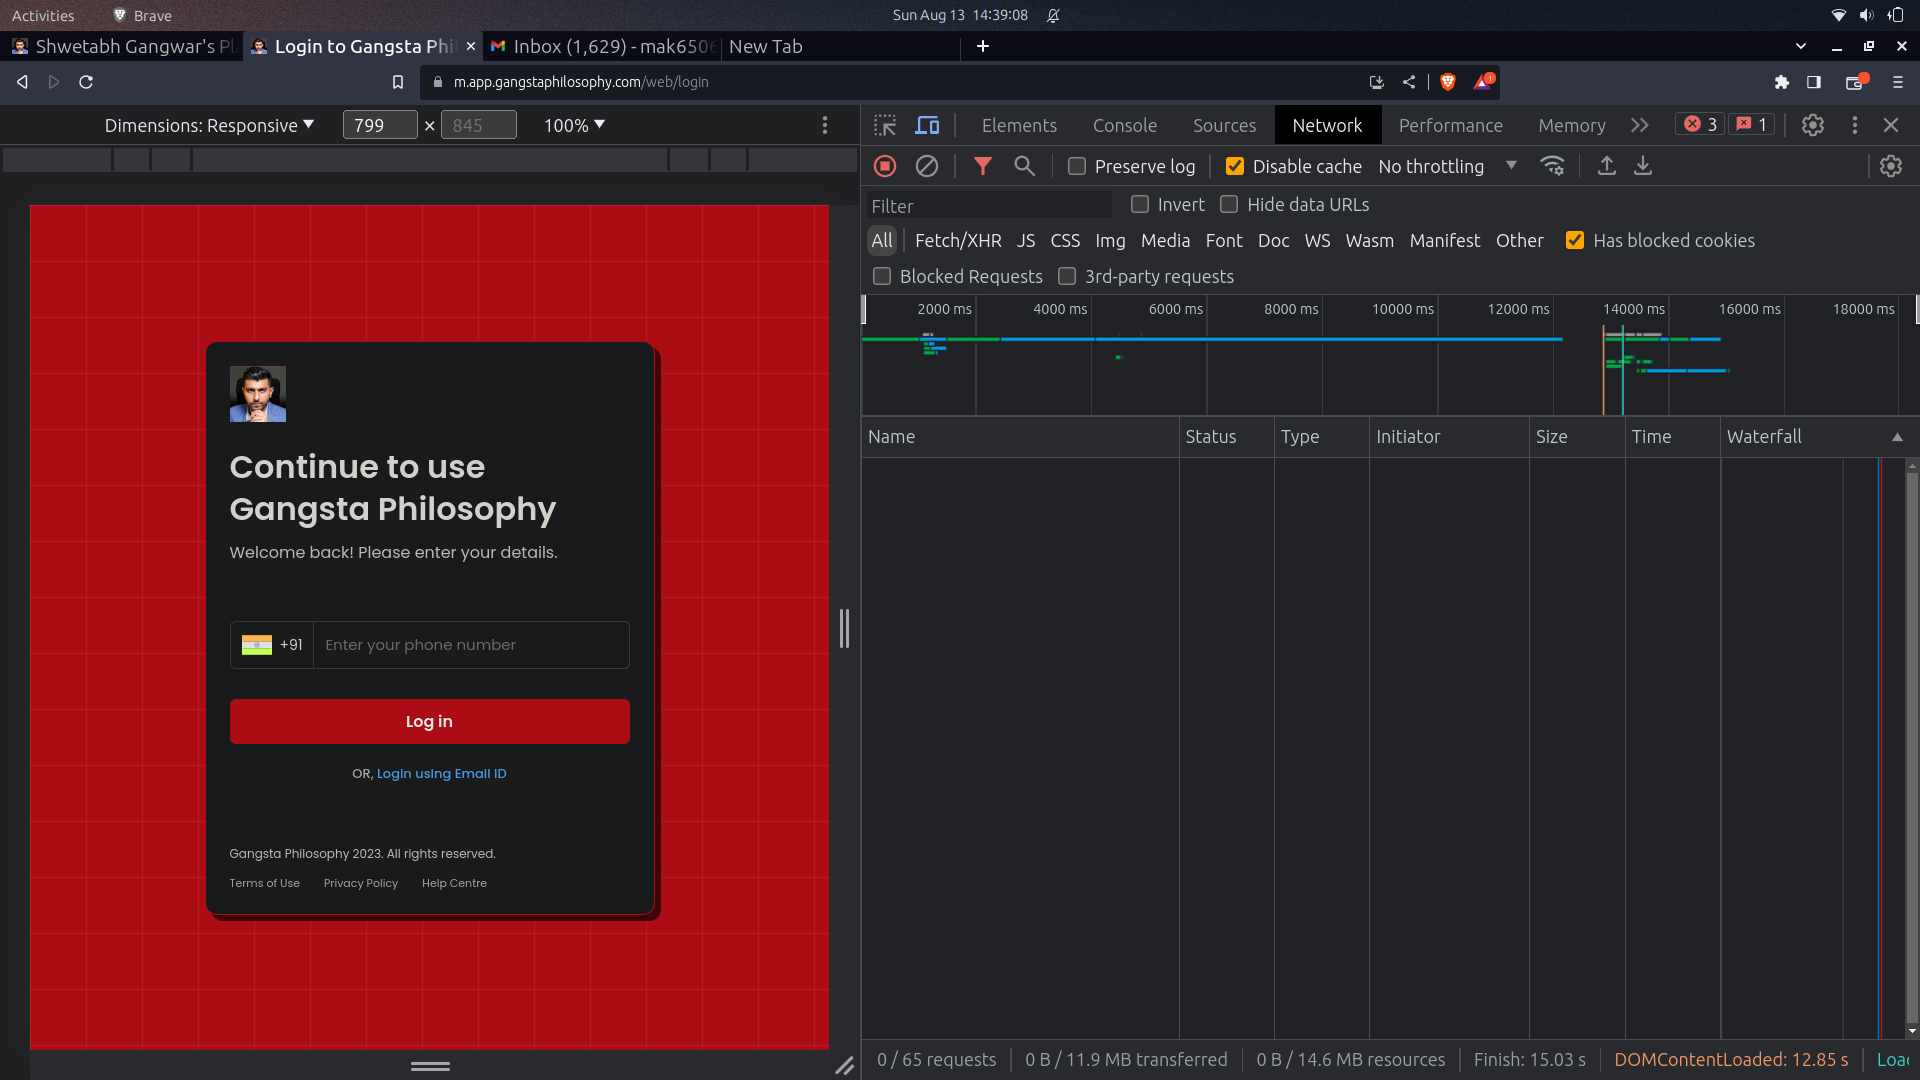 Activities Brave Sun Aug 13 14:39:08
Shwetabh Gangwar's Pl Login to Gangsta Phil Inbox (1,629) - mak6506 New Tab
m.app.gangstaphilosophy.com/web/login 1
Dimensions: Responsive 799 × 845 100%
Elements Console Sources Network Performance Memory 3 1
Preserve log Disable cache No throttling
Filter Invert Hide data URLs
All Fetch/XHR JS CSS Img Media Font Doc WS Wasm Manifest Other Has blocked cookies
Blocked Requests 3rd-party requests
2000 ms 4000 ms 6000 ms 8000 ms 10000 ms 12000 ms 14000 ms 16000 ms 18000 ms
Name Status Type Initiator Size Time Waterfall
Continue to use
Gangsta Philosophy
Welcome back! Please enter your details.
+91 Enter your phone number
Log in
OR, Login using Email ID
Gangsta Philosophy 2023. All rights reserved.
Terms of Use Privacy Policy Help Centre
0 / 65 requests 0 B / 11.9 MB transferred 0 B / 14.6 MB resources Finish: 15.03 s DOMContentLoaded: 12.85 s Load